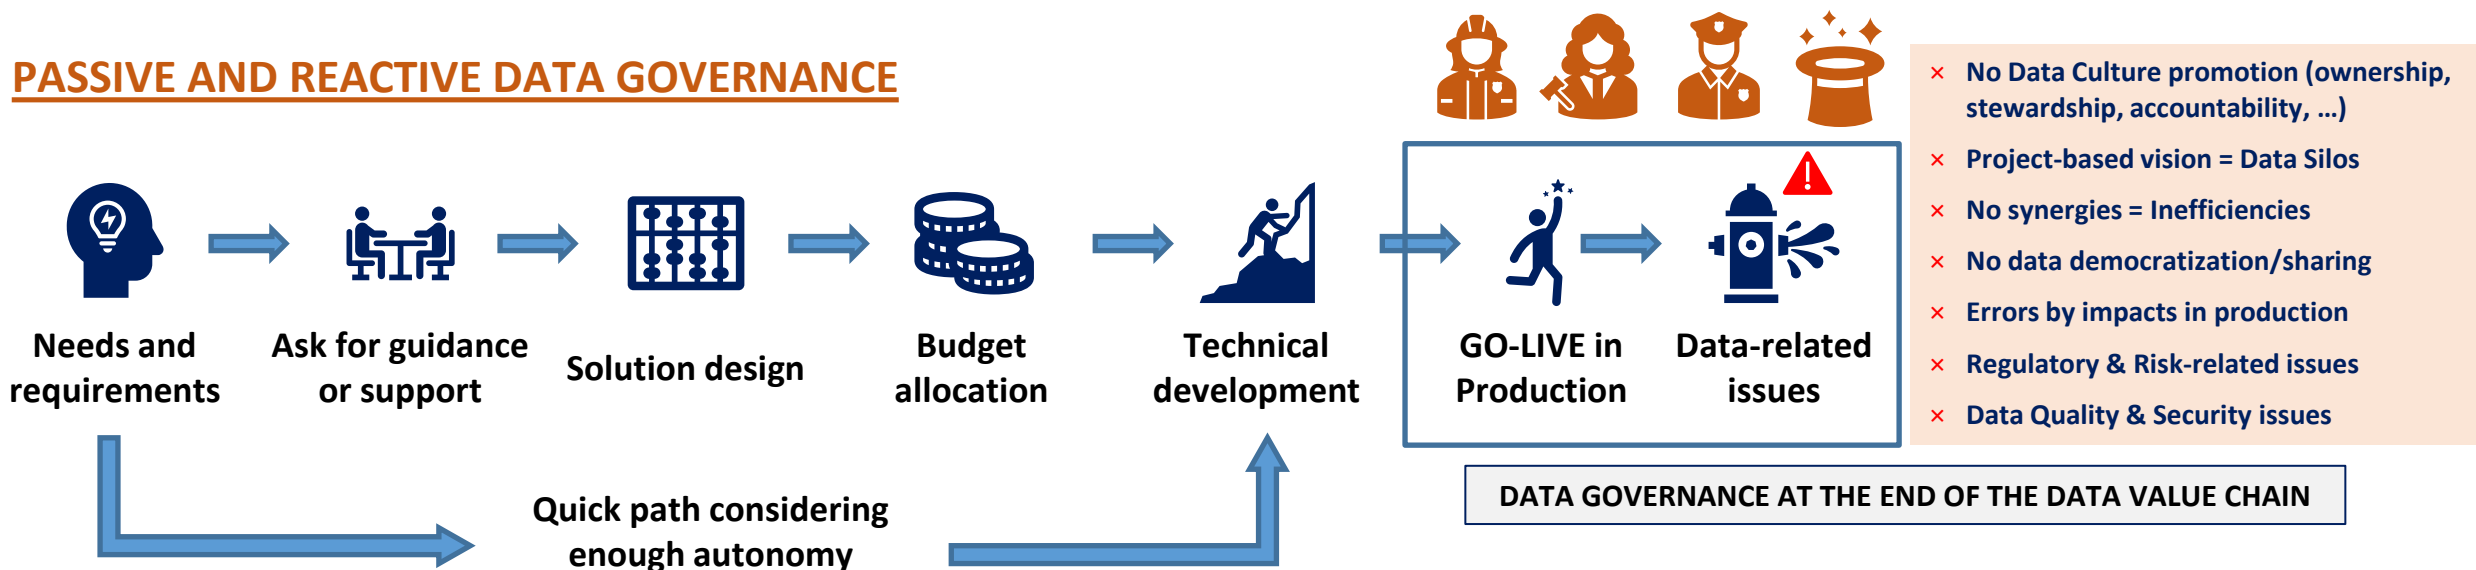 PASSIVE AND REACTIVE DATA GOVERNANCE
Needs and
requirements
Ask for guidance
or support
Solution design
Budget
allocation
Technical
development
GO-LIVE in
Production
Data-related
issues
Quick path considering
enough autonomy
× No Data Culture promotion (ownership,
stewardship, accountability, ...)
× Project-based vision = Data Silos
× No synergies = Inefficiencies
× No data democratization/sharing
× Errors by impacts in production
× Regulatory & Risk-related issues
× Data Quality & Security issues
DATA GOVERNANCE AT THE END OF THE DATA VALUE CHAIN